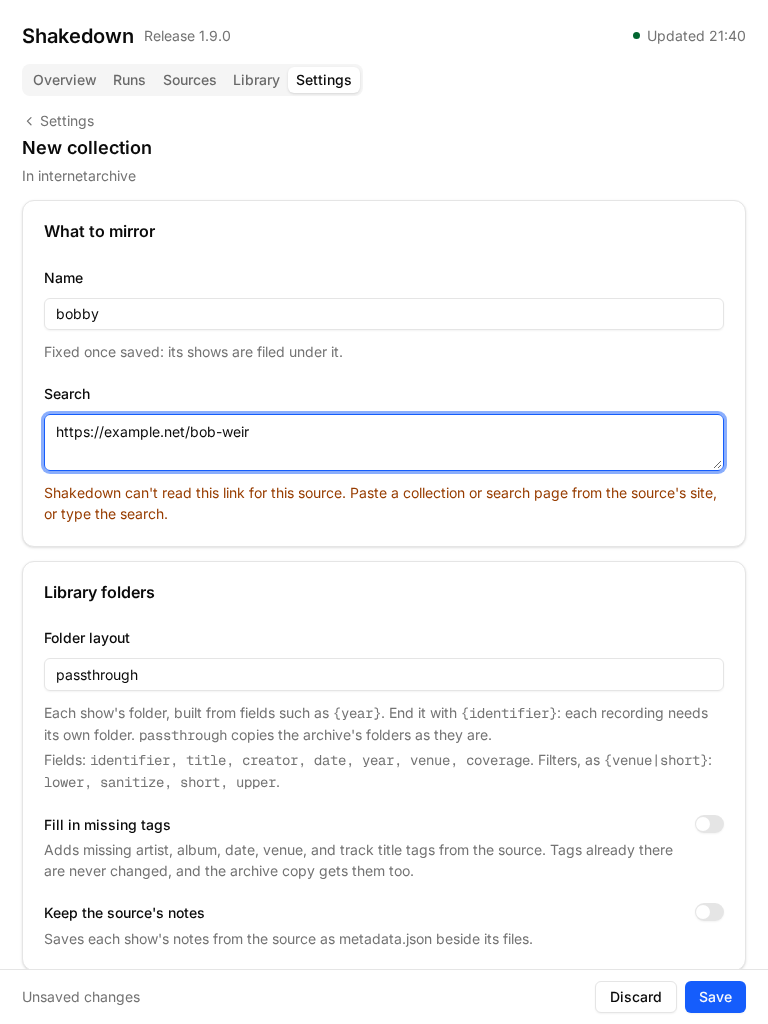 Shakedown Release 1.9.0
Updated 21:40
Overview Runs Sources Library Settings
Settings
New collection
In internetarchive
What to mirror
Name
bobby
Fixed once saved: its shows are filed under it.
Search
https://example.net/bob-weir
Shakedown can't read this link for this source. Paste a collection or search page from the source's site,
or type the search.
Library folders
Folder layout
passthrough
Each show's folder, built from fields such as {year}. End it with {identifier}: each recording needs
its own folder. passthrough copies the archive's folders as they are.
Fields: identifier, title, creator, date, year, venue, coverage. Filters, as {venue|short}:
lower, sanitize, short, upper.
Fill in missing tags
Adds missing artist, album, date, venue, and track title tags from the source. Tags already there
are never changed, and the archive copy gets them too.
Keep the source's notes
Saves each show's notes from the source as metadata.json beside its files.
Unsaved changes
Discard Save